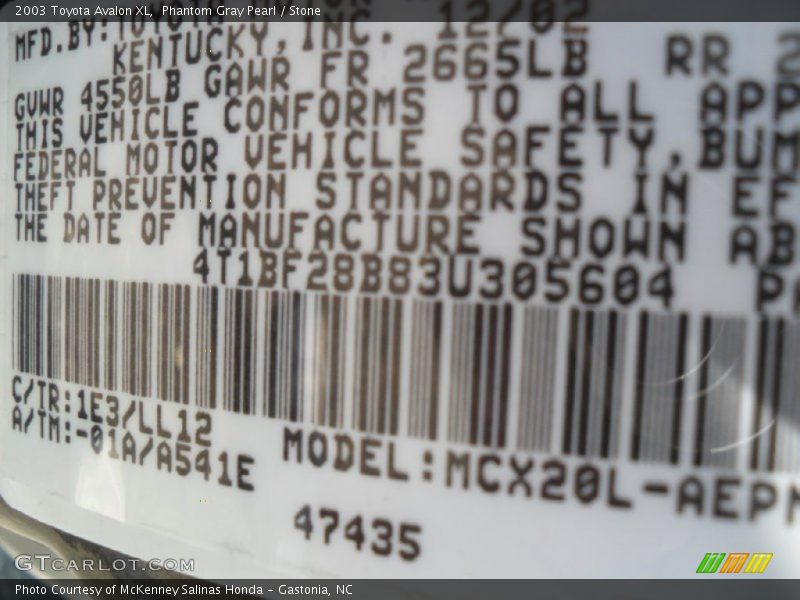 2003 Toyota Avalon XL, Phantom Gray Pearl / Stone
MFD.BY:TOYOTA 12/02
KENTUCKY,INC.
GVWR 4550LB GAWR FR 2665LB RR 2
THIS VEHICLE CONFORMS TO ALL APP
FEDERAL MOTOR VEHICLE SAFETY,BUM
THEFT PREVENTION STANDARDS IN EF
THE DATE OF MANUFACTURE SHOWN AB
4T1BF28B83U305604
C/TR:1E3/LL12
A/TM:-01A/A541E
MODEL:MCX20L-AEP
47435
GTcarlot.com
Photo Courtesy of McKenney Salinas Honda - Gastonia, NC